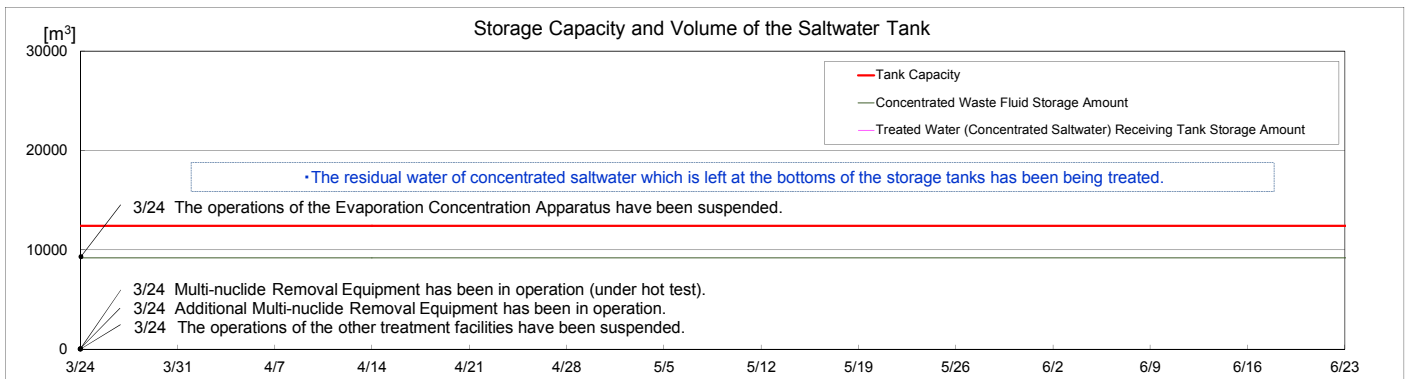 Storage Capacity and Volume of the Saltwater Tank
[m³]
30000
Tank Capacity
Concentrated Waste Fluid Storage Amount
Treated Water (Concentrated Saltwater) Receiving Tank Storage Amount
20000
・The residual water of concentrated saltwater which is left at the bottoms of the storage tanks has been being treated.
3/24 The operations of the Evaporation Concentration Apparatus have been suspended.
10000
3/24 Multi-nuclide Removal Equipment has been in operation (under hot test).
3/24 Additional Multi-nuclide Removal Equipment has been in operation.
3/24 The operations of the other treatment facilities have been suspended.
0
3/24 3/31 4/7 4/14 4/21 4/28 5/5 5/12 5/19 5/26 6/2 6/9 6/16 6/23